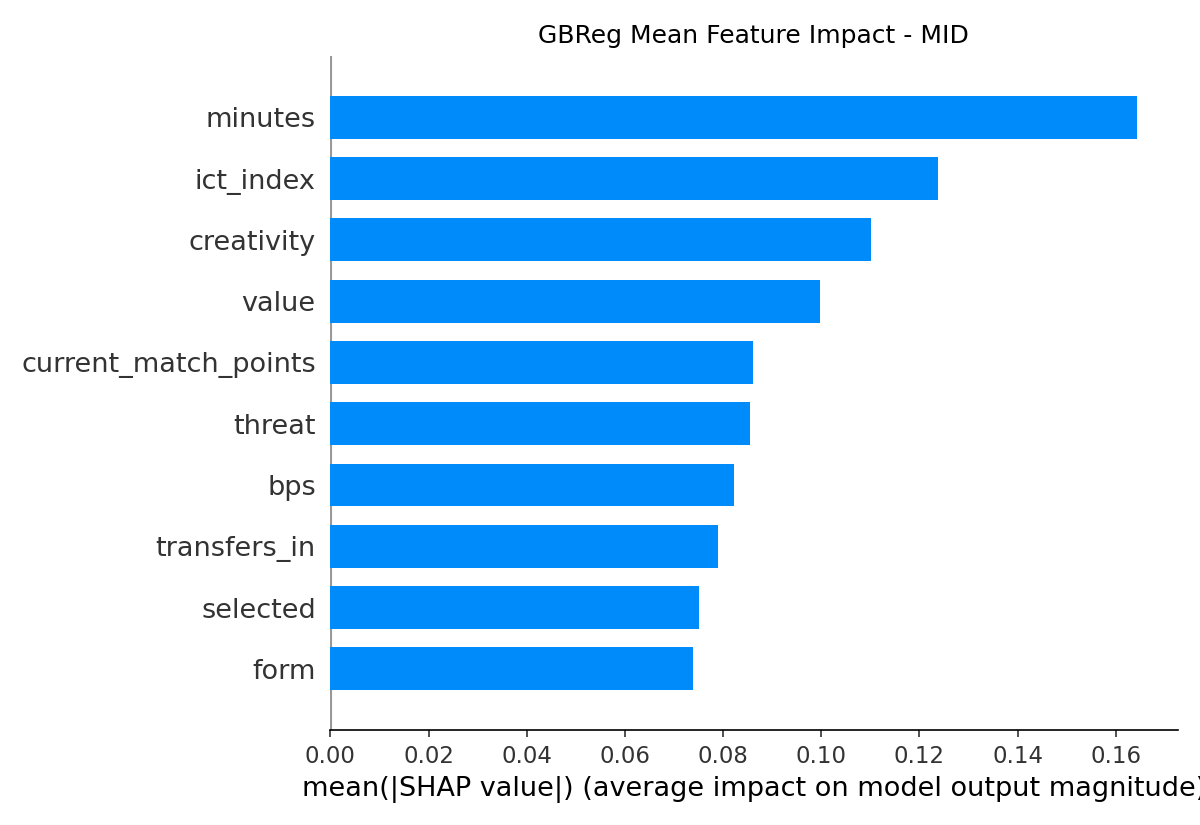 GBReg Mean Feature Impact - MID
minutes
ict_index
creativity
value
current_match_points
threat
bps
transfers_in
selected
form
0.00 0.02 0.04 0.06 0.08 0.10 0.12 0.14 0.16
mean(|SHAP value|) (average impact on model output magnitude)